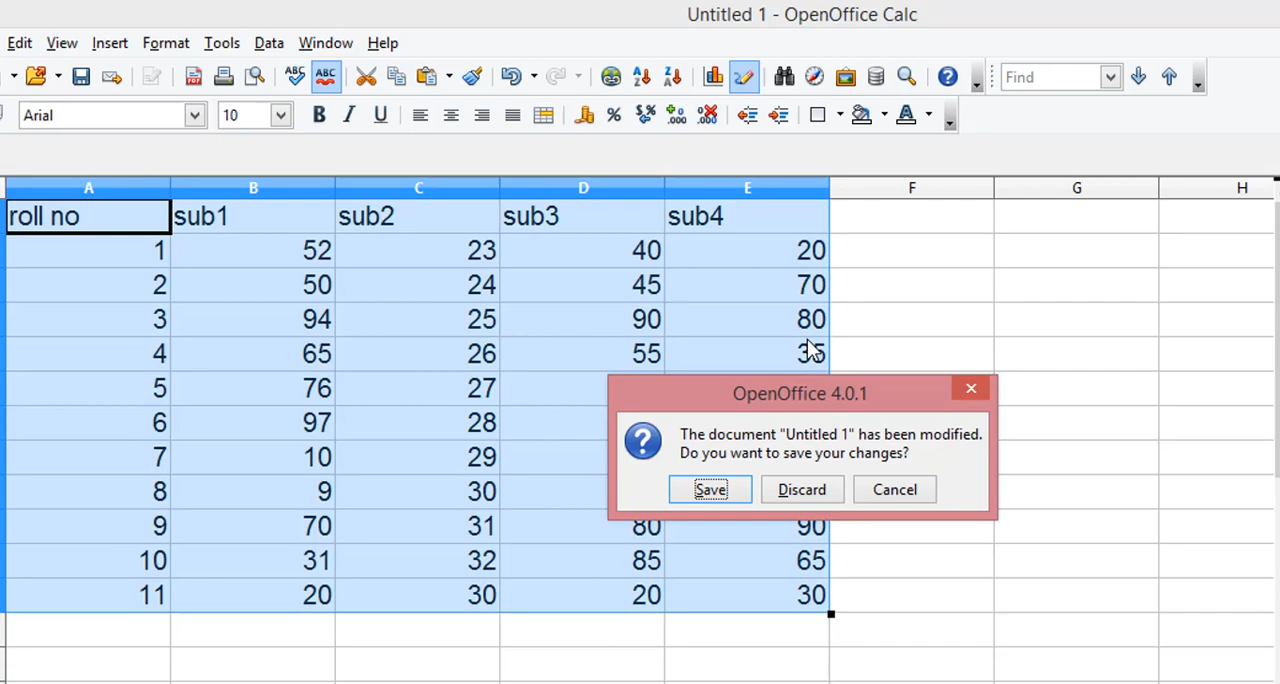 Untitled 1 - OpenOffice Calc
Edit View Insert Format Tools Data Window Help
ABC ABC Find
Arial 10 B I U
A B C D E F G H
roll no sub1 sub2 sub3 sub4
1 52 23 40 20
2 50 24 45 70
3 94 25 90 80
4 65 26 55 35
5 76 27
6 97 28
7 10 29
8 9 30
9 70 31 80 90
10 31 32 85 65
11 20 30 20 30
OpenOffice 4.0.1
The document "Untitled 1" has been modified.
Do you want to save your changes?
Save Discard Cancel